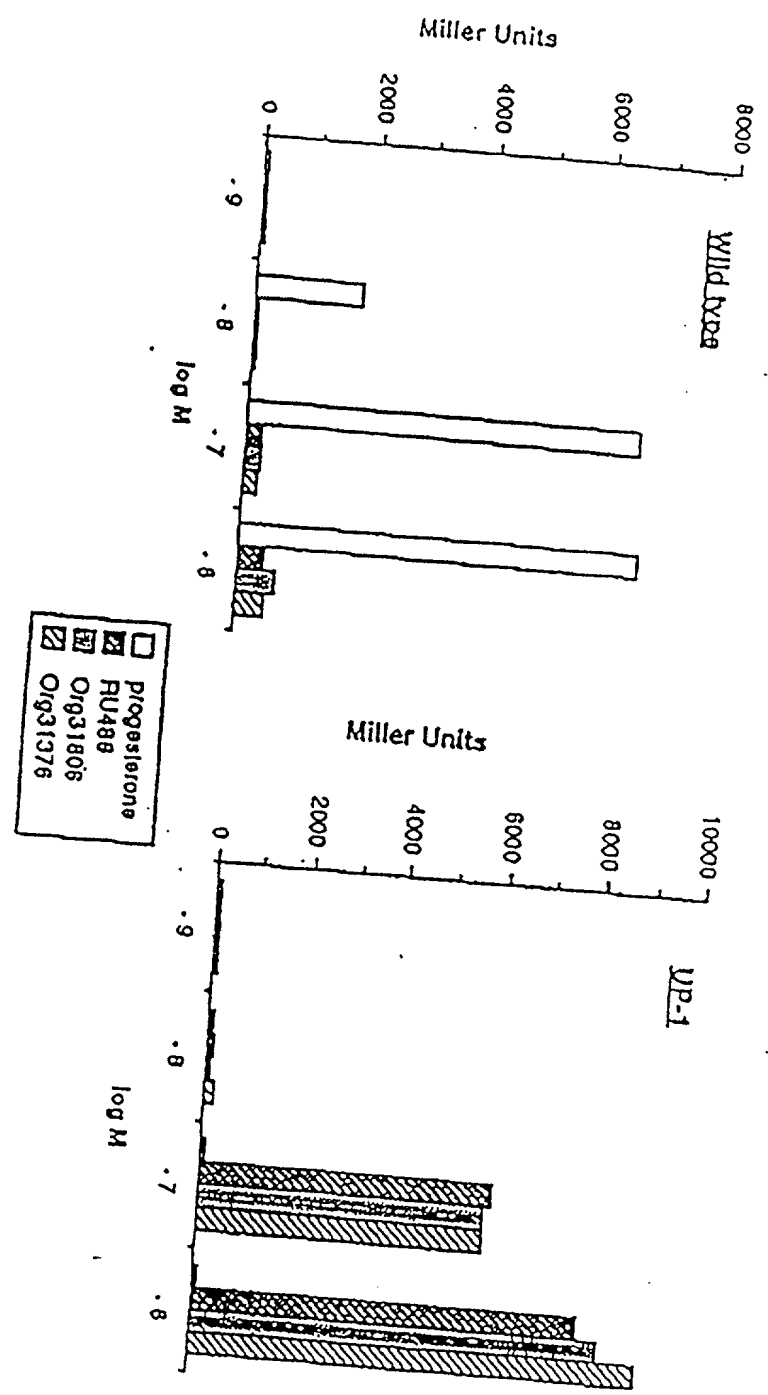 Wild type
Miller Units
8000
6000
4000
2000
0
-9
-8
-7
-6
log M
UP-1
Miller Units
10000
8000
6000
4000
2000
0
-9
-8
-7
-6
log M
progesterone
RU486
Org31806
Org31376